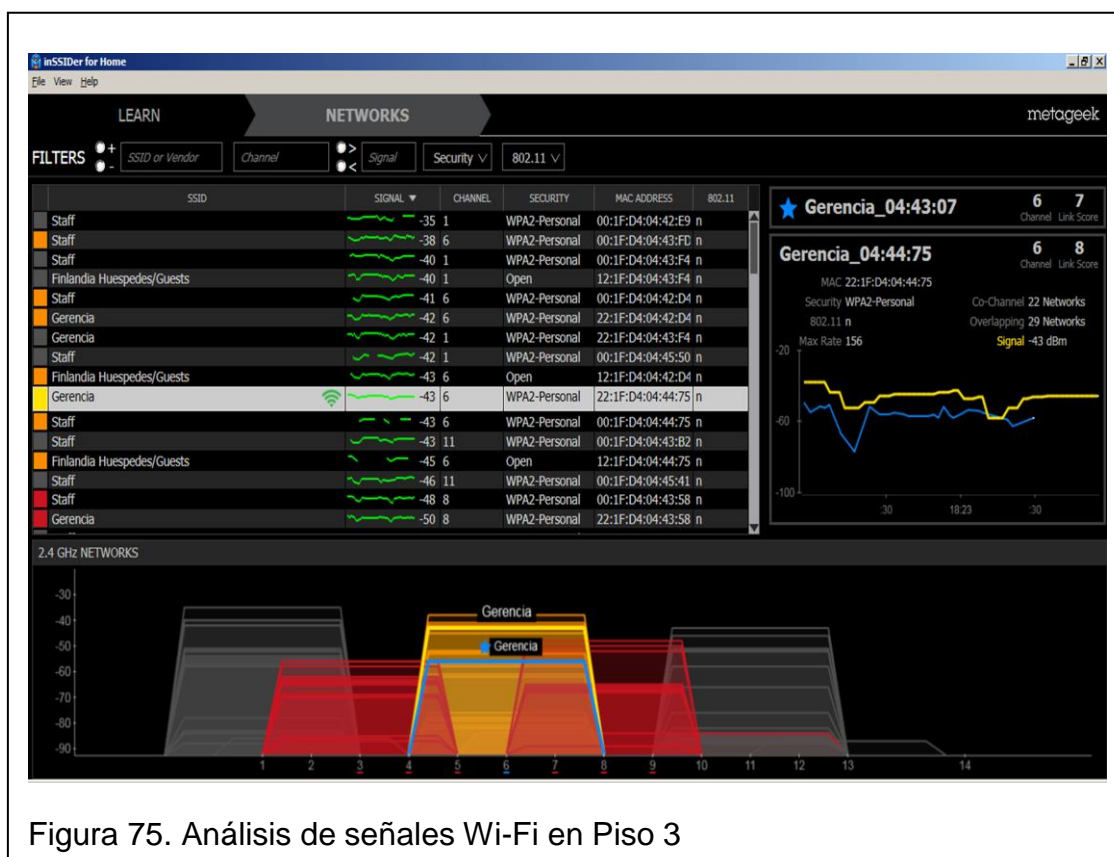 inSSIDer for Home
File View Help
LEARN NETWORKS metageek
FILTERS + - SSID or Vendor Channel > < Signal Security 802.11
SSID SIGNAL ▼ CHANNEL SECURITY MAC ADDRESS 802.11
Staff -35 1 WPA2-Personal 00:1F:D4:04:42:E9 n
Staff -38 6 WPA2-Personal 00:1F:D4:04:43:FD n
Staff -40 1 WPA2-Personal 00:1F:D4:04:43:F4 n
Finlandia Huespedes/Guests -40 1 Open 12:1F:D4:04:43:F4 n
Staff -41 6 WPA2-Personal 00:1F:D4:04:42:D4 n
Gerencia -42 6 WPA2-Personal 22:1F:D4:04:42:D4 n
Gerencia -42 1 WPA2-Personal 22:1F:D4:04:43:F4 n
Staff -42 1 WPA2-Personal 00:1F:D4:04:45:50 n
Finlandia Huespedes/Guests -43 6 Open 12:1F:D4:04:42:D4 n
Gerencia -43 6 WPA2-Personal 22:1F:D4:04:44:75 n
Staff -43 6 WPA2-Personal 00:1F:D4:04:44:75 n
Staff -43 11 WPA2-Personal 00:1F:D4:04:43:B2 n
Finlandia Huespedes/Guests -45 6 Open 12:1F:D4:04:44:75 n
Staff -46 11 WPA2-Personal 00:1F:D4:04:45:41 n
Staff -48 8 WPA2-Personal 00:1F:D4:04:43:58 n
Gerencia -50 8 WPA2-Personal 22:1F:D4:04:43:58 n
Gerencia_04:43:07 6 7
Channel Link Score
Gerencia_04:44:75 6 8
Channel Link Score
MAC 22:1F:D4:04:44:75
Security WPA2-Personal Co-Channel 22 Networks
802.11 n Overlapping 29 Networks
Max Rate 156 Signal -43 dBm
-20
-60
-100
:30 18:23 :30
2.4 GHz NETWORKS
-30
-40
-50
-60
-70
-80
-90
Gerencia
Gerencia
1 2 3 4 5 6 7 8 9 10 11 12 13 14
Figura 75. Análisis de señales Wi-Fi en Piso 3